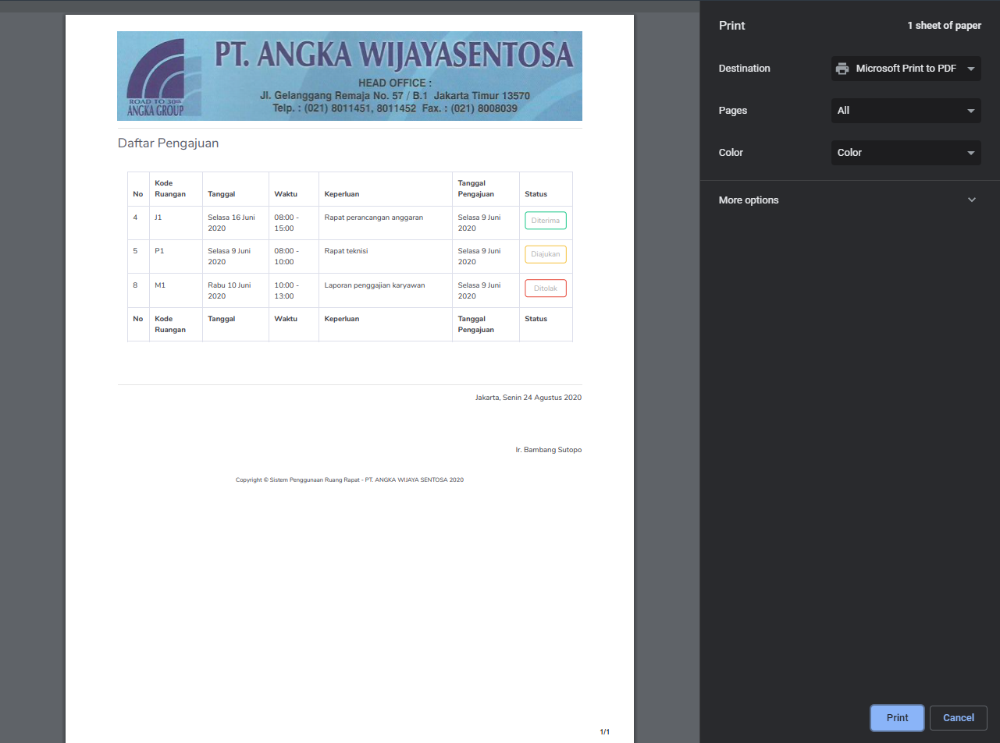 PT. ANGKA WIJAYASENTOSA
HEAD OFFICE :
Jl. Gelanggang Remaja No. 57 / B.1 Jakarta Timur 13570
Telp. : (021) 8011451, 8011452 Fax. : (021) 8008039
ROAD TO 30th
ANGKA GROUP
Daftar Pengajuan
No Kode Ruangan Tanggal Waktu Keperluan Tanggal Pengajuan Status
4 J1 Selasa 16 Juni 2020 08:00 - 15:00 Rapat perancangan anggaran Selasa 9 Juni 2020 Diterima
5 P1 Selasa 9 Juni 2020 08:00 - 10:00 Rapat teknisi Selasa 9 Juni 2020 Diajukan
8 M1 Rabu 10 Juni 2020 10:00 - 13:00 Laporan penggajian karyawan Selasa 9 Juni 2020 Ditolak
No Kode Ruangan Tanggal Waktu Keperluan Tanggal Pengajuan Status
Jakarta, Senin 24 Agustus 2020
Ir. Bambang Sutopo
Copyright © Sistem Penggunaan Ruang Rapat - PT. ANGKA WIJAYA SENTOSA 2020
1/1
Print 1 sheet of paper
Destination Microsoft Print to PDF
Pages All
Color Color
More options
Print Cancel